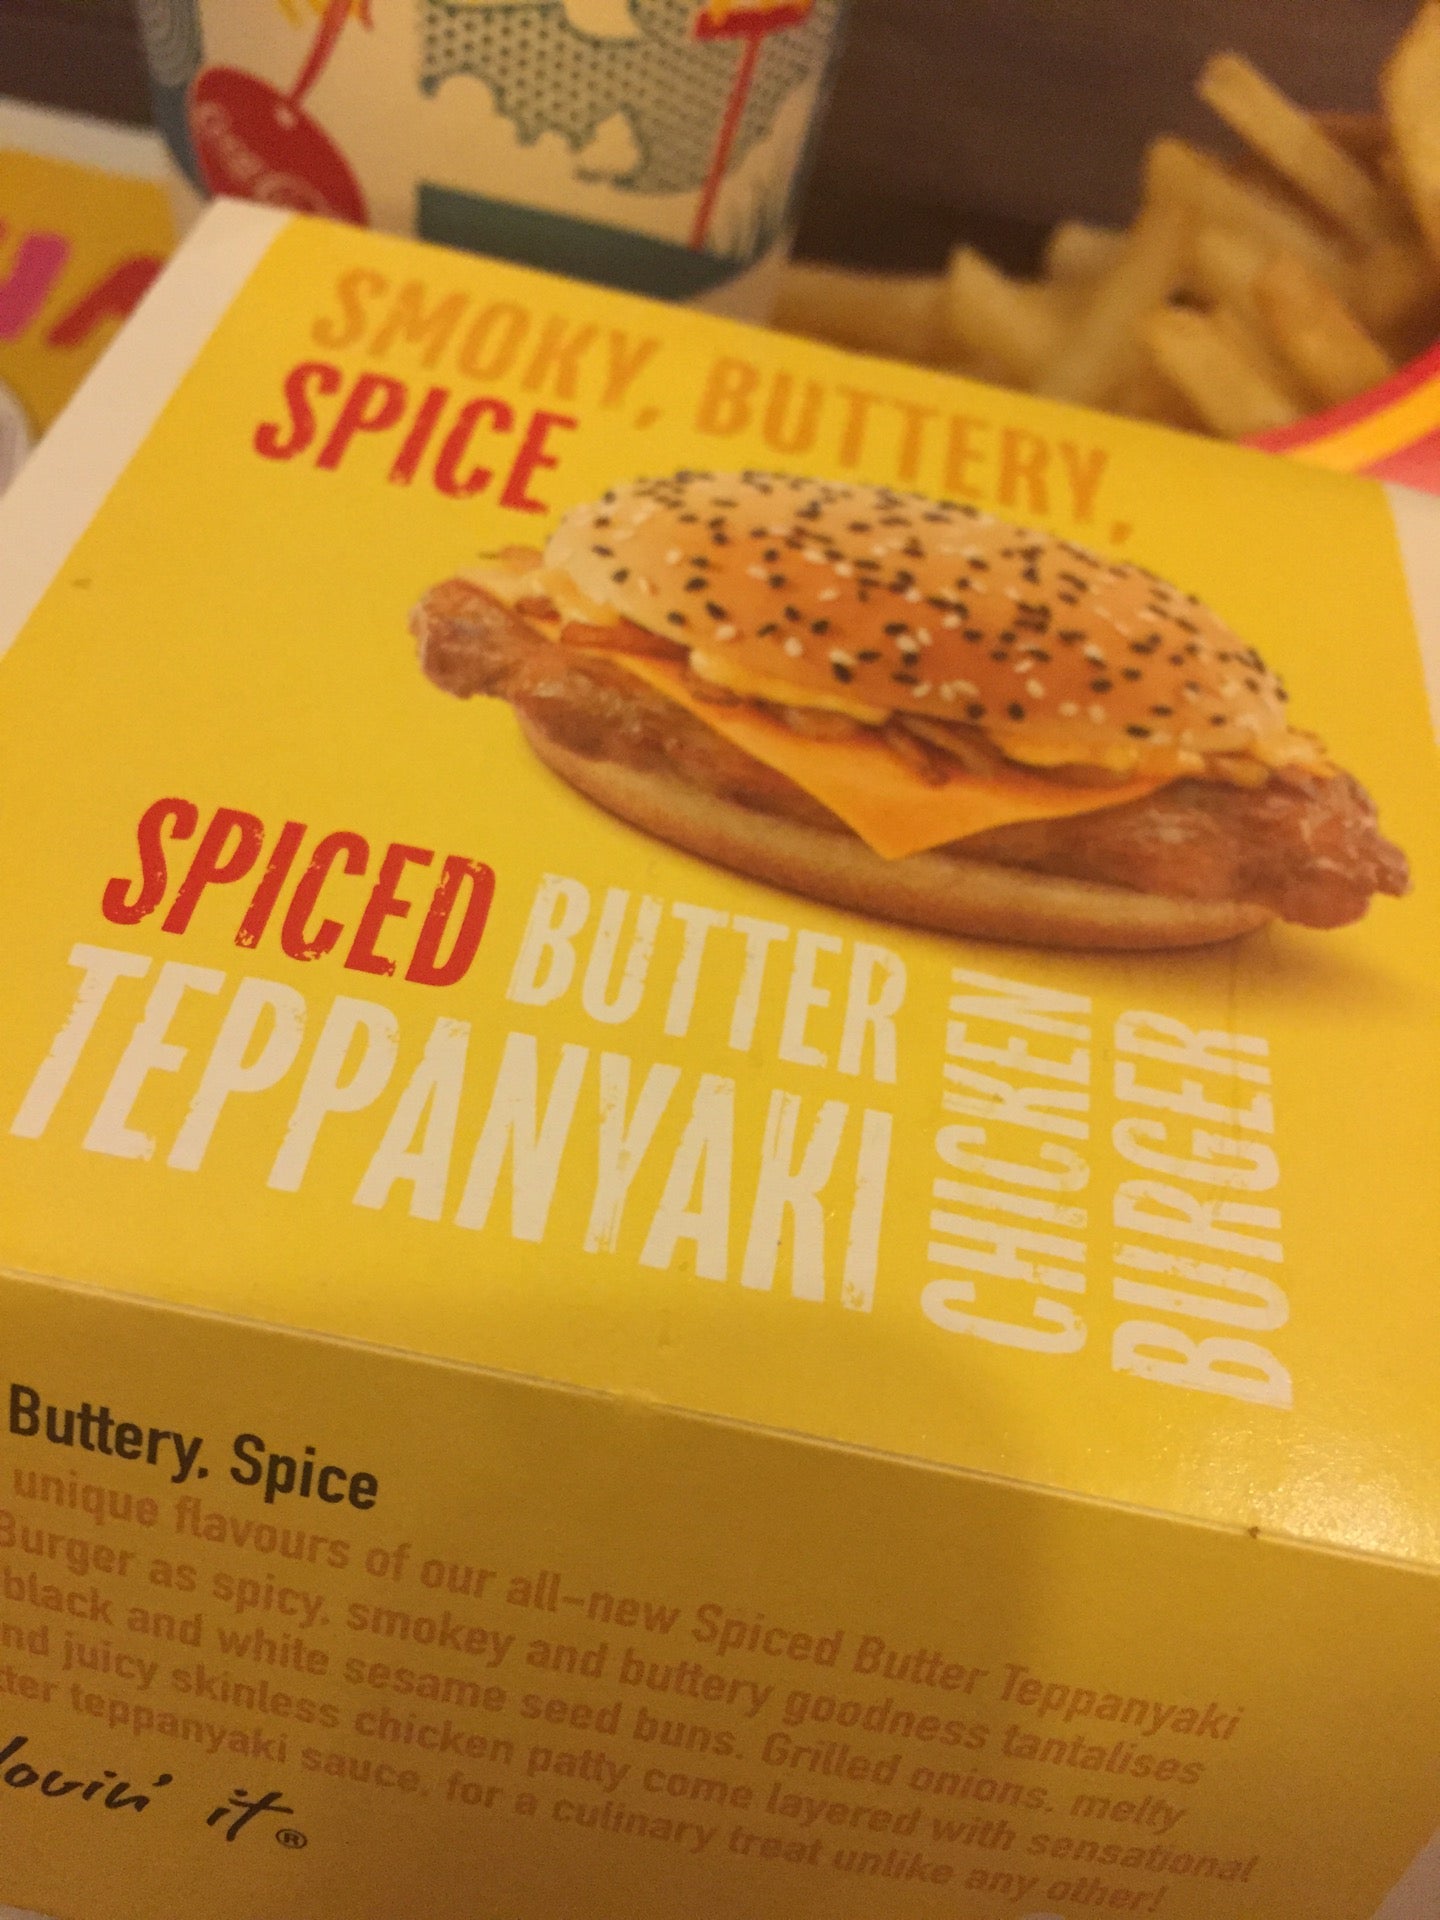 SMOKY, BUTTERY,
SPICE
SPICED BUTTER
TEPPANYAKI
CHICKEN
BURGER
Buttery, Spice
unique flavours of our all-new Spiced Butter Teppanyaki
Burger as spicy, smokey and buttery goodness tantalises
black and white sesame seed buns. Grilled onions, melty
juicy skinless chicken patty come layered with sensational
teppanyaki sauce, for a culinary treat unlike any other!
lovin' it®